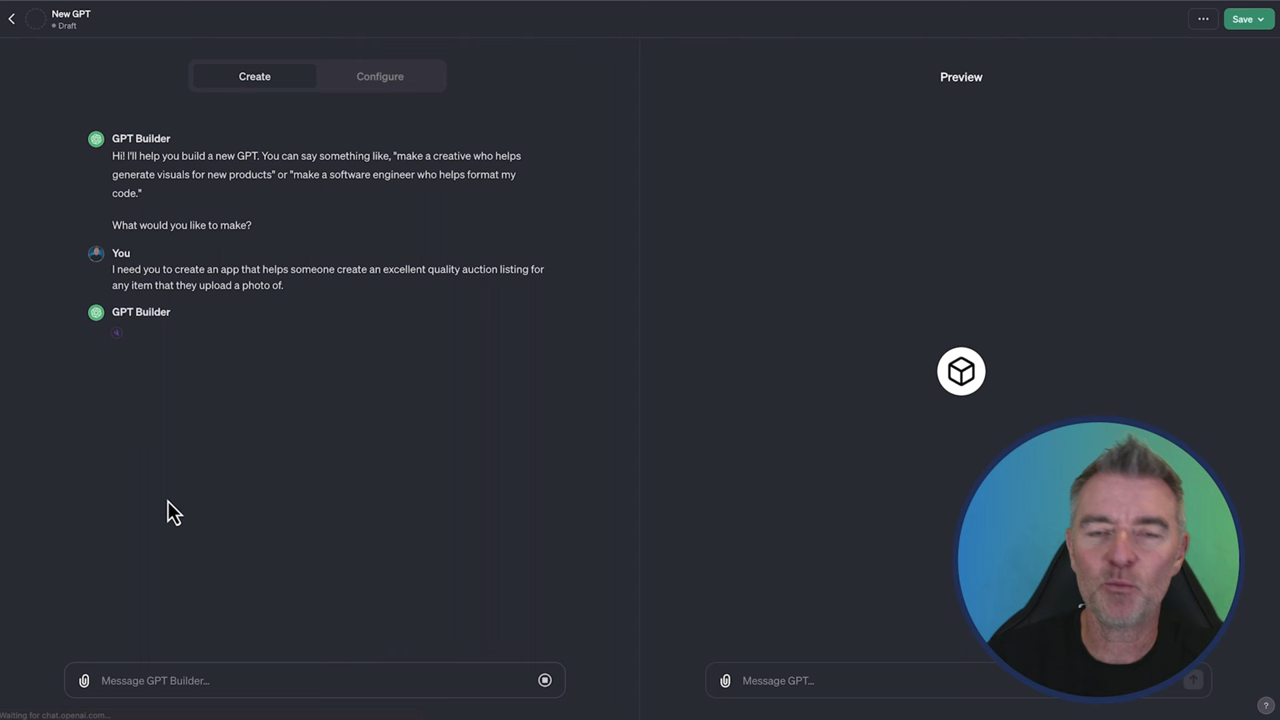 New GPT
Draft
...
Save
Create
Configure
Preview
GPT Builder
Hi! I'll help you build a new GPT. You can say something like, "make a creative who helps
generate visuals for new products" or "make a software engineer who helps format my
code."
What would you like to make?
You
I need you to create an app that helps someone create an excellent quality auction listing for
any item that they upload a photo of.
GPT Builder
Message GPT Builder...
Message GPT...
Waiting for chat.openai.com...
?